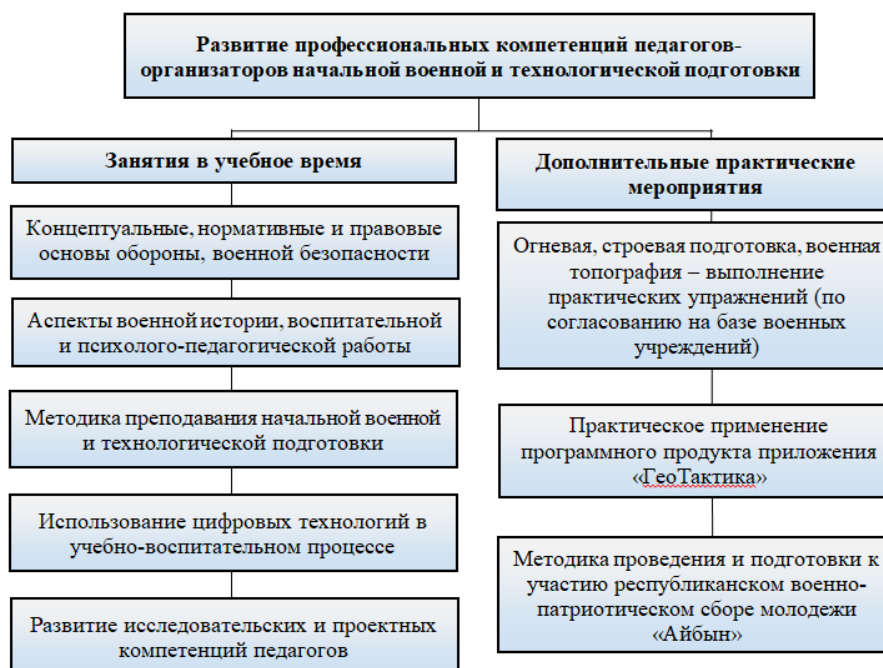 Развитие профессиональных компетенций педагогов-
организаторов начальной военной и технологической подготовки
Занятия в учебное время
Концептуальные, нормативные и правовые
основы обороны, военной безопасности
Аспекты военной истории, воспитательной
и психолого-педагогической работы
Методика преподавания начальной военной
и технологической подготовки
Использование цифровых технологий в
учебно-воспитательном процессе
Развитие исследовательских и проектных
компетенций педагогов
Дополнительные практические
мероприятия
Огневая, строевая подготовка, военная
топография – выполнение
практических упражнений (по
согласованию на базе военных
учреждений)
Практическое применение
программного продукта приложения
«ГеоТактика»
Методика проведения и подготовки к
участию республиканском военно-
патриотическом сборе молодежи
«Айбын»